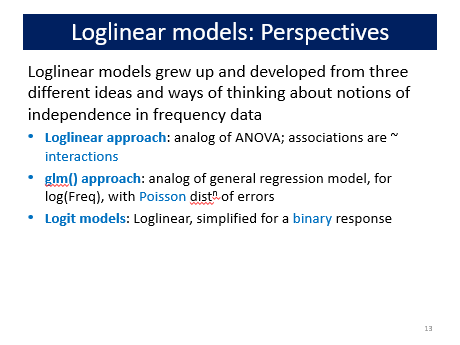 Loglinear models: Perspectives
Loglinear models grew up and developed from three
different ideas and ways of thinking about notions of
independence in frequency data
• Loglinear approach: analog of ANOVA; associations are ~
interactions
• glm() approach: analog of general regression model, for
log(Freq), with Poisson distⁿ of errors
• Logit models: Loglinear, simplified for a binary response
13